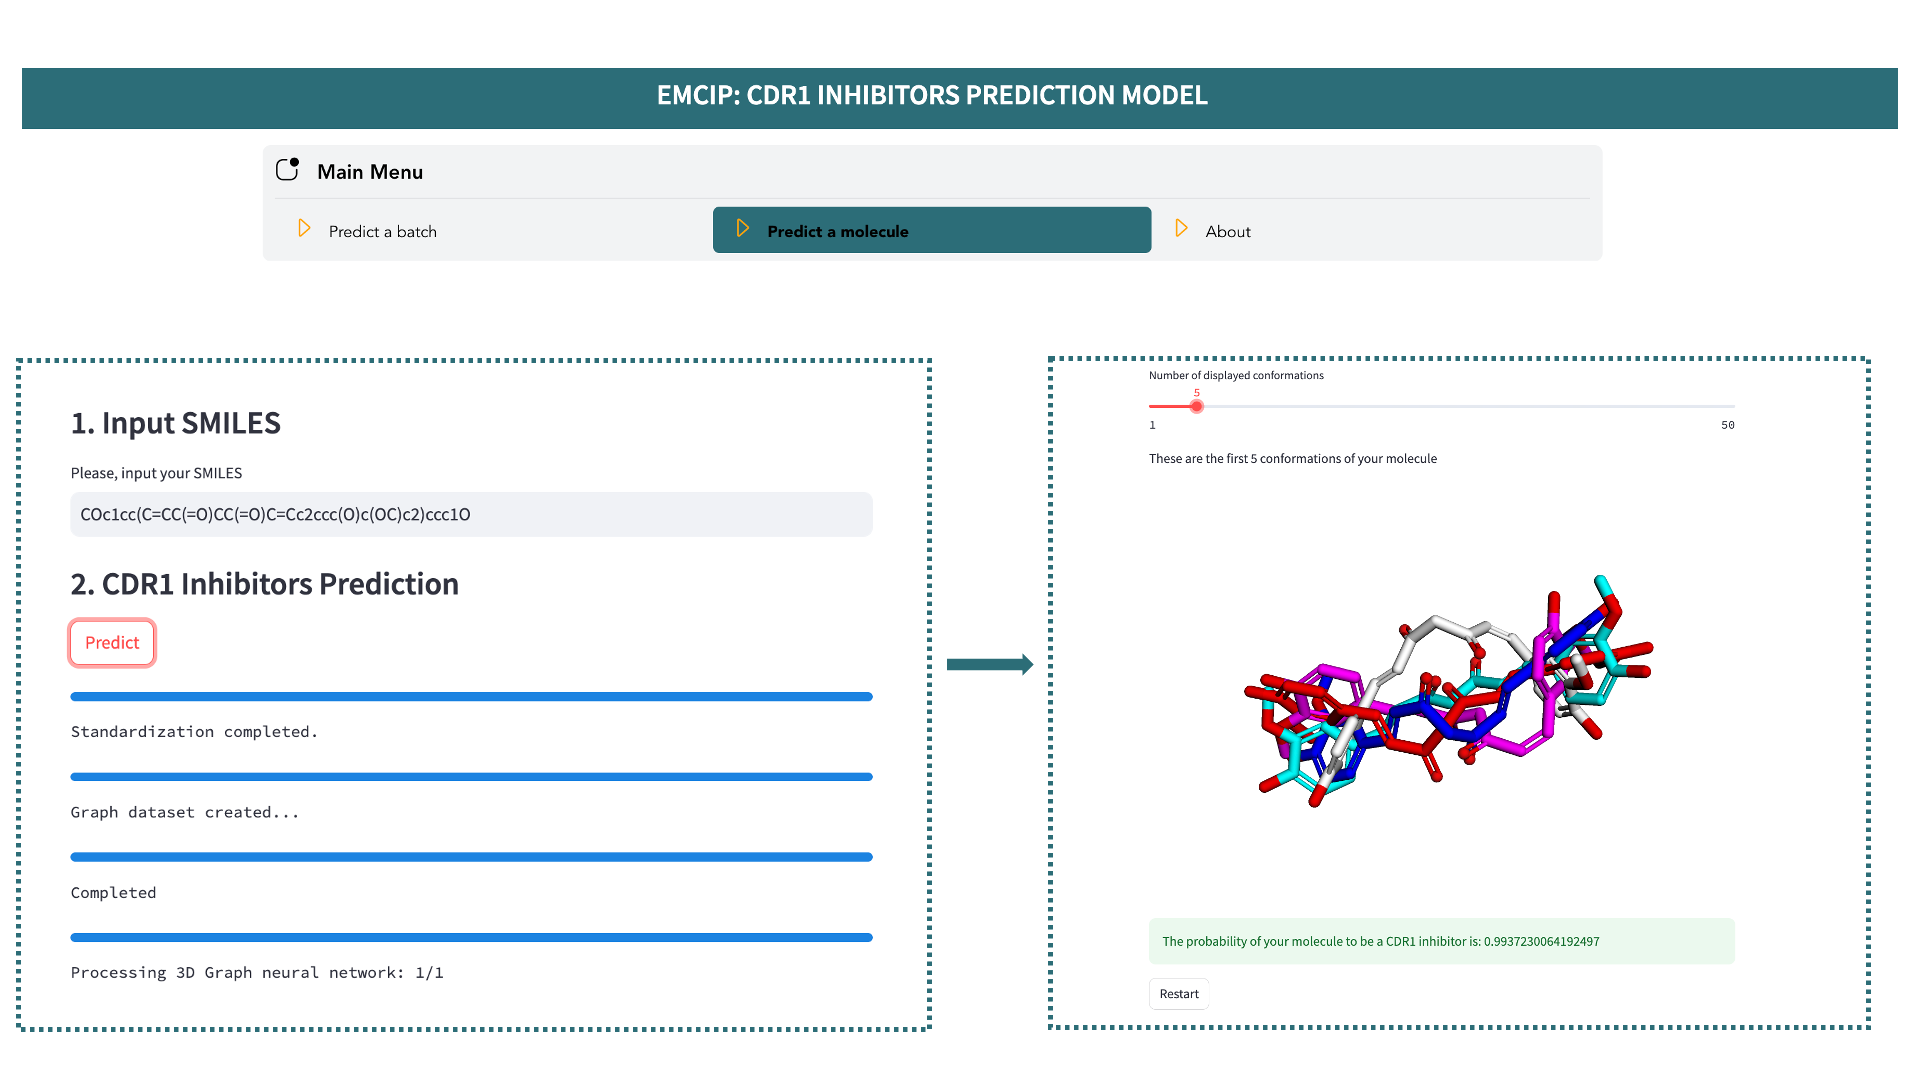 EMCIP: CDR1 INHIBITORS PREDICTION MODEL
Main Menu
Predict a batch
Predict a molecule
About
1. Input SMILES
Please, input your SMILES
COc1cc(C=CC(=O)CC(=O)C=Cc2ccc(O)c(OC)c2)ccc1O
2. CDR1 Inhibitors Prediction
Predict
Standardization completed.
Graph dataset created...
Completed
Processing 3D Graph neural network: 1/1
Number of displayed conformations
5
1 50
These are the first 5 conformations of your molecule
The probability of your molecule to be a CDR1 inhibitor is: 0.9937230064192497
Restart